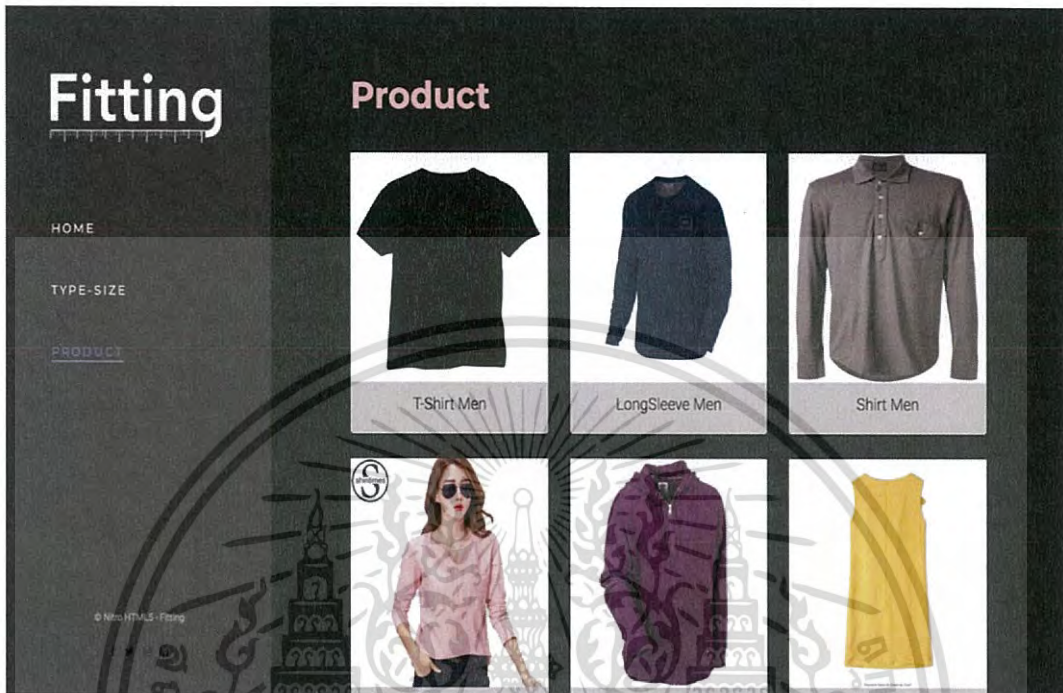 Fitting
HOME
TYPE-SIZE
PRODUCT
© Nitro HTML5 - Fitting
Product
T-Shirt Men
LongSleeve Men
Shirt Men
S